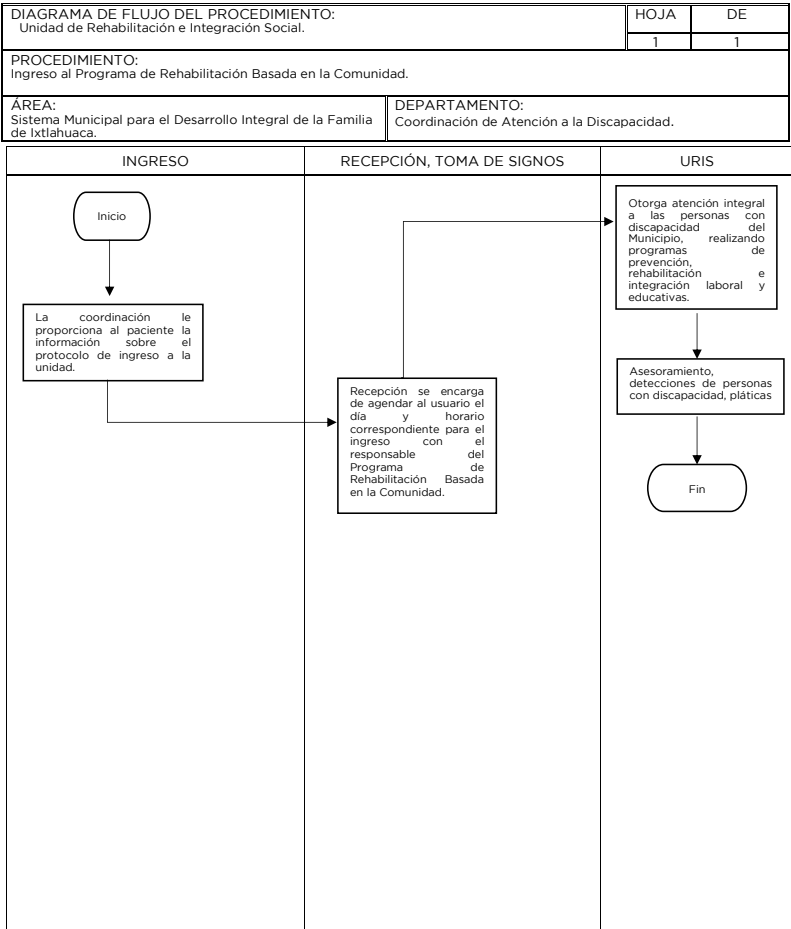 DIAGRAMA DE FLUJO DEL PROCEDIMIENTO:
Unidad de Rehabilitación e Integración Social.
HOJA
DE
1
1
PROCEDIMIENTO:
Ingreso al Programa de Rehabilitación Basada en la Comunidad.
ÁREA:
Sistema Municipal para el Desarrollo Integral de la Familia
de Ixtlahuaca.
DEPARTAMENTO:
Coordinación de Atención a la Discapacidad.
INGRESO
RECEPCIÓN, TOMA DE SIGNOS
URIS
Inicio
La coordinación le
proporciona al paciente la
información sobre el
protocolo de ingreso a la
unidad.
Recepción se encarga
de agendar al usuario el
día y horario
correspondiente para el
ingreso con el
responsable del
Programa de
Rehabilitación Basada
en la Comunidad.
Otorga atención integral
a las personas con
discapacidad del
Municipio, realizando
programas de
prevención,
rehabilitación e
integración laboral y
educativas.
Asesoramiento,
detecciones de personas
con discapacidad, pláticas
Fin